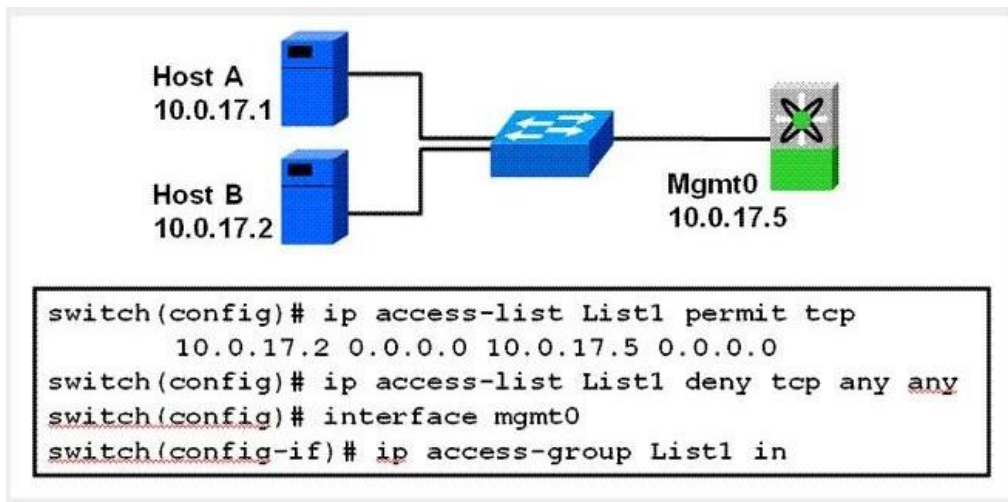 Host A
10.0.17.1
Host B
10.0.17.2
Mgmt0
10.0.17.5
switch(config)# ip access-list List1 permit tcp
10.0.17.2 0.0.0.0 10.0.17.5 0.0.0.0
switch(config)# ip access-list List1 deny tcp any any
switch(config)# interface mgmt0
switch(config-if)# ip access-group List1 in